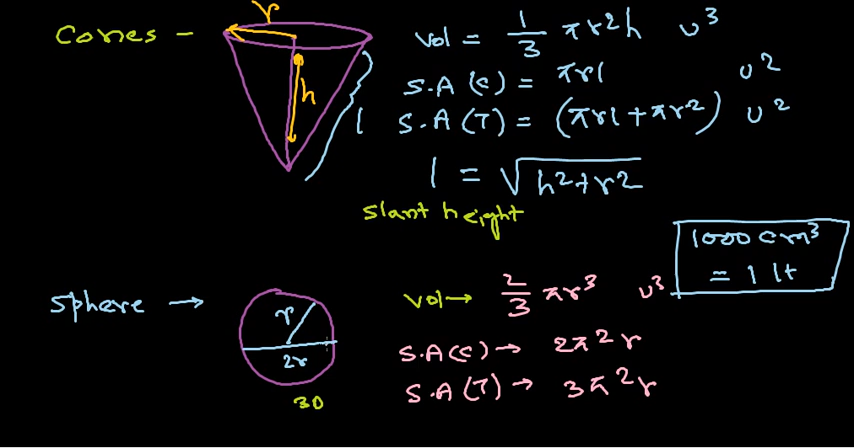 Cones -
r
h
l
Vol = 1/3 πr²h u³
S.A (c) = πrl u²
S.A (T) = (πrl + πr²) u²
l = √h²+r²
slant height
1000 cm³
= 1 lt
Sphere →
r
2r
3D
Vol → 2/3 πr³ u³
S.A (c) → 2π²r
S.A (T) → 3π²r